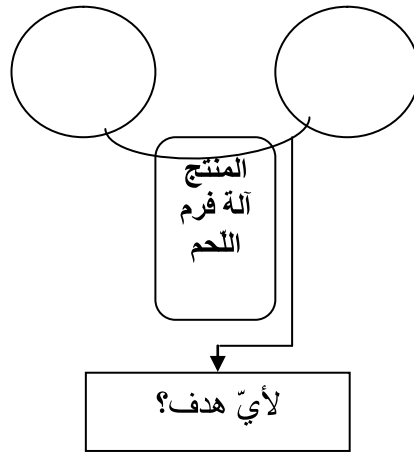 المنتج
آلة فرم
اللّحم
لأيّ هدف؟